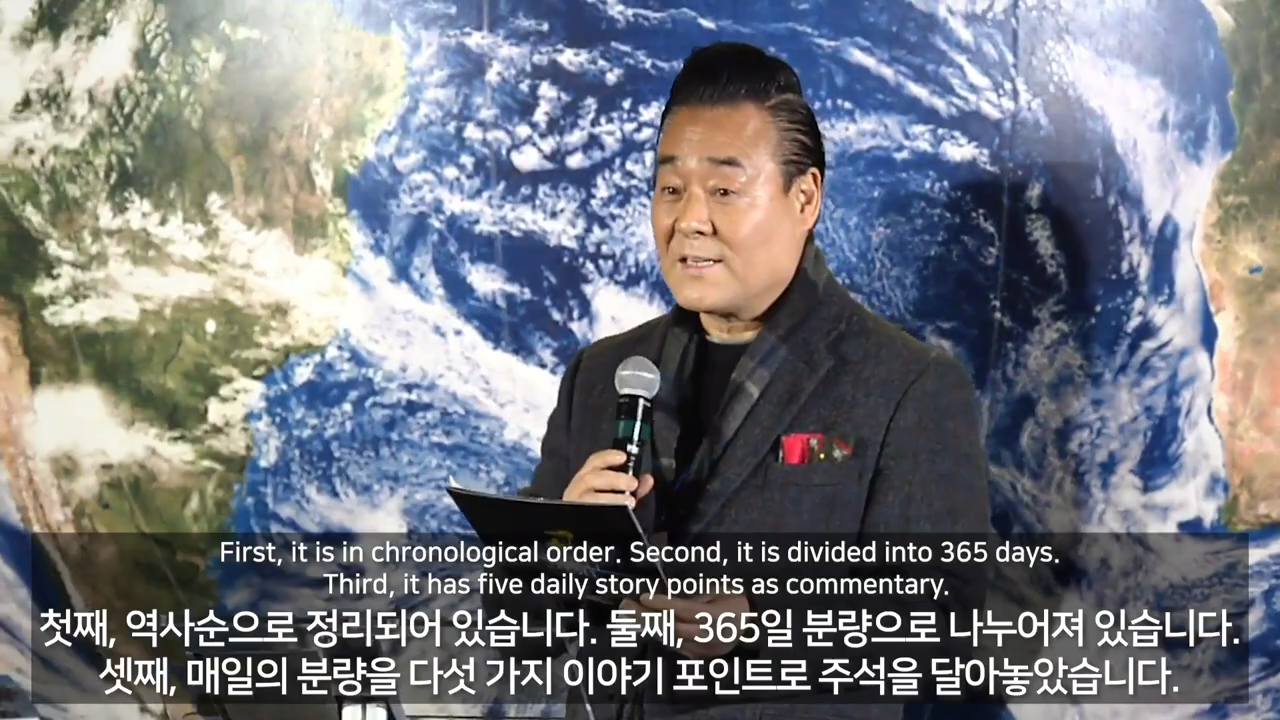 First, it is in chronological order. Second, it is divided into 365 days.
Third, it has five daily story points as commentary.
첫째, 역사순으로 정리되어 있습니다. 둘째, 365일 분량으로 나누어져 있습니다.
셋째, 매일의 분량을 다섯 가지 이야기 포인트로 주석을 달아놓았습니다.